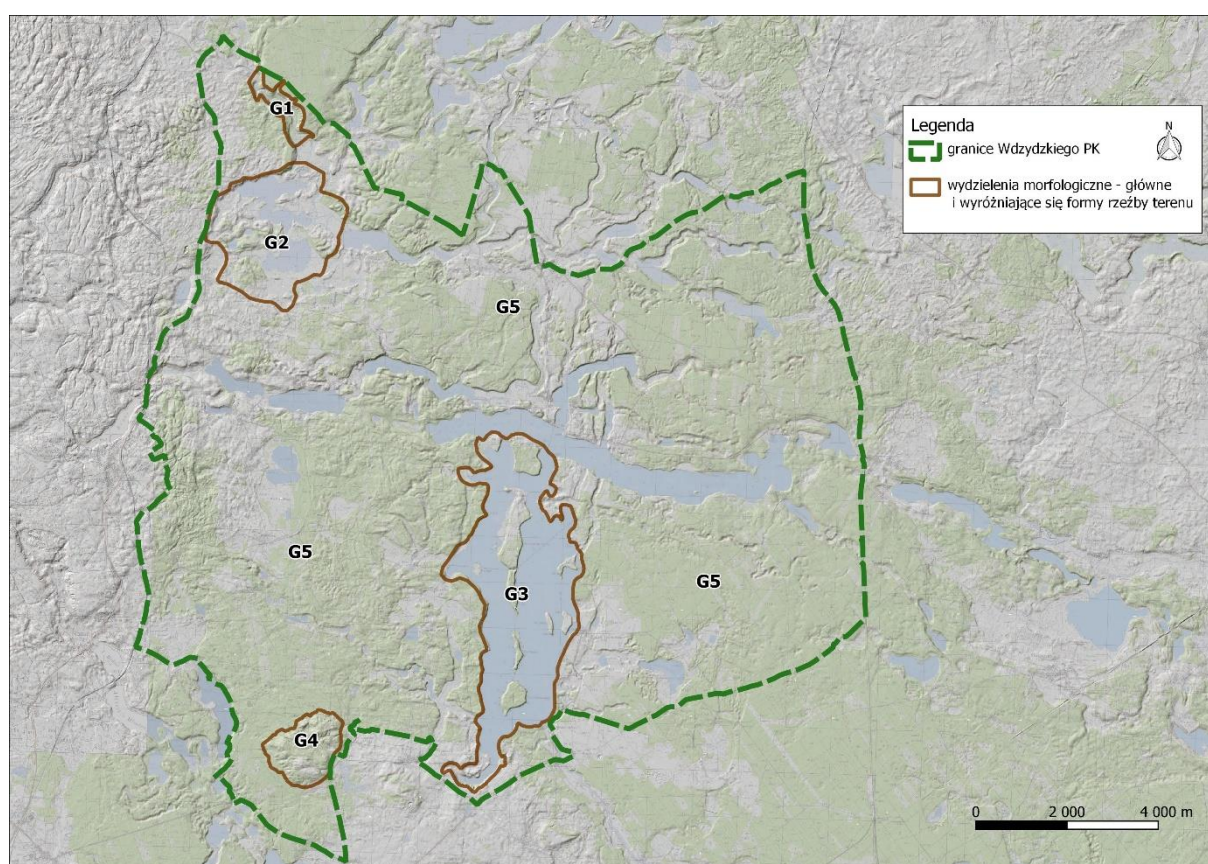 G1
Legenda
N
granice Wdzydzkiego PK
wydzielenia morfologiczne - główne
i wyróżniające się formy rzeźby terenu
G2
G5
G5
G3
G5
G4
0 2 000 4 000 m